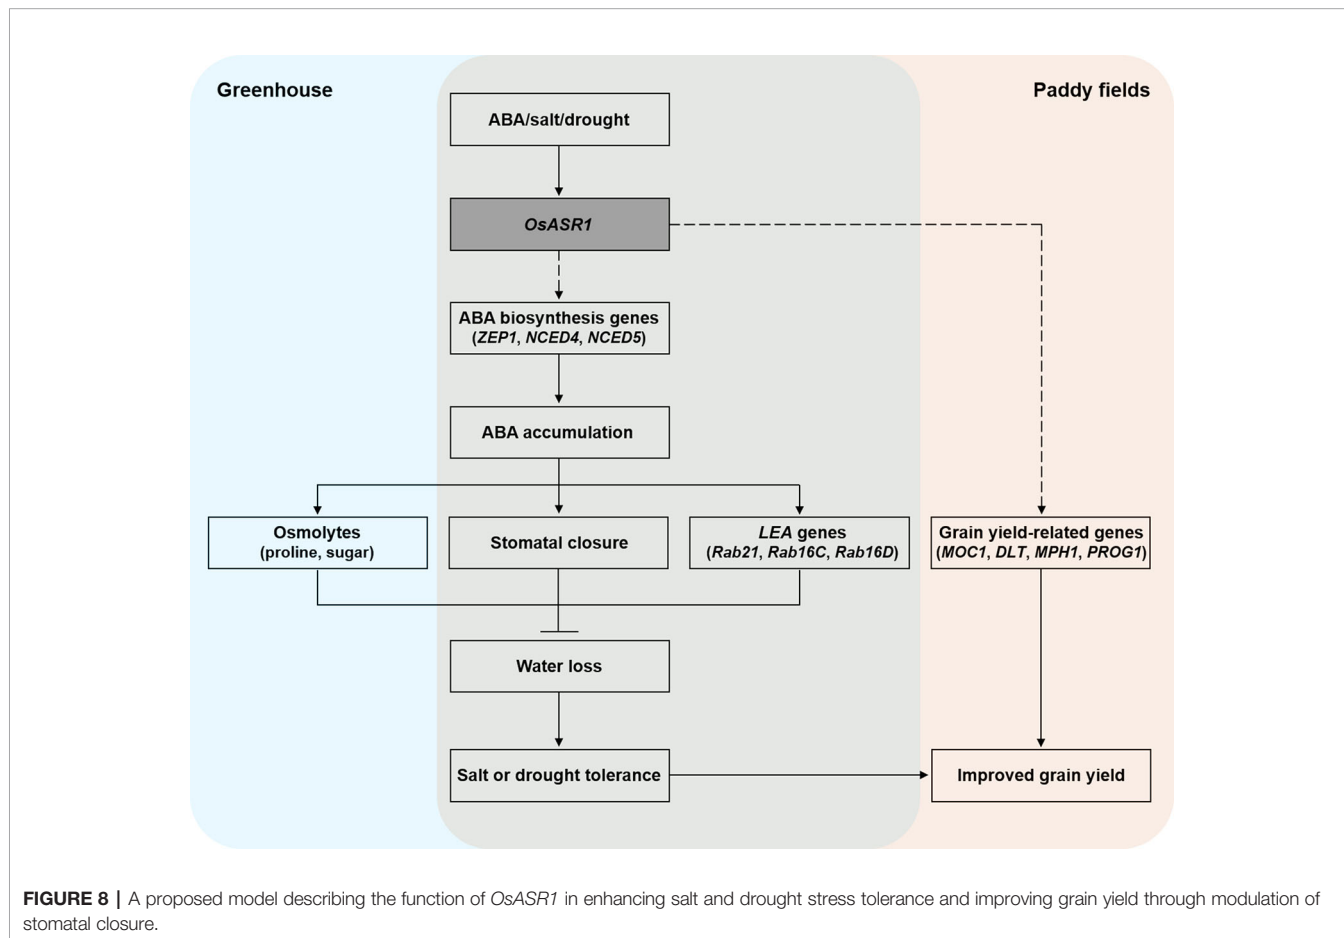 Greenhouse
Paddy fields
ABA/salt/drought
OsASR1
ABA biosynthesis genes
(ZEP1, NCED4, NCED5)
ABA accumulation
Osmolytes
(proline, sugar)
Stomatal closure
LEA genes
(Rab21, Rab16C, Rab16D)
Grain yield-related genes
(MOC1, DLT, MPH1, PROG1)
Water loss
Salt or drought tolerance
Improved grain yield
FIGURE 8 | A proposed model describing the function of OsASR1 in enhancing salt and drought stress tolerance and improving grain yield through modulation of
stomatal closure.